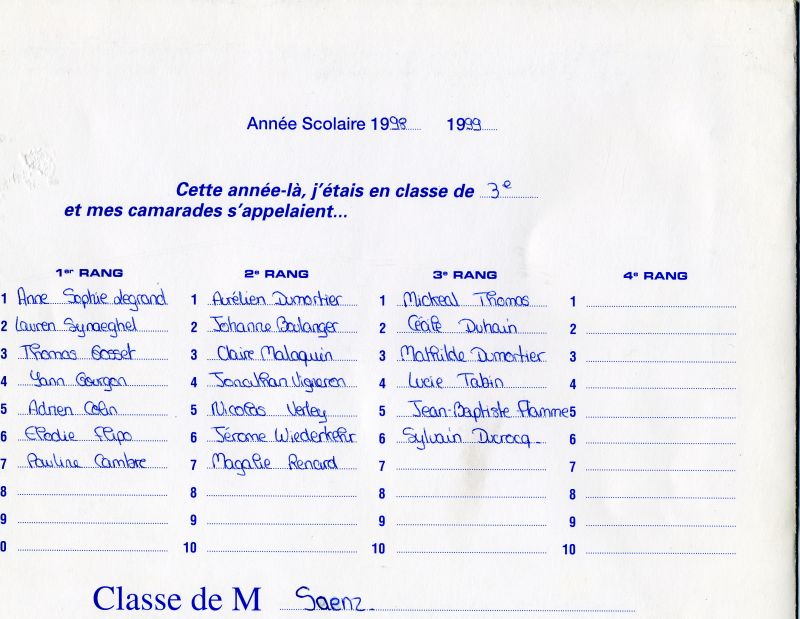 Année Scolaire 1998 1999
Cette année-là, j'étais en classe de 3e
et mes camarades s'appelaient...
1er RANG 2e RANG 3e RANG 4e RANG
1 Anne Sophie Legrand 1 Aurélien Dumortier 1 Mickeal Thomas 1
2 Lauren Synaeghel 2 Johanne Boulanger 2 Duhain 2
3 Thomas Gosset 3 Claire Malaquin 3 Mathilde Dumortier 3
4 Yann Gourgon 4 Jonathan Vigneron 4 Lucie Tabin 4
5 Adrien Colin 5 Nicolas Verley 5 Jean-Baptiste Flamme 5
6 Elodie Flipo 6 Jérome Wiederkehr 6 Sylvain Ducrocq 6
7 Pauline Cambre 7 Magalie Renard 7 7
8 8 8 8
9 9 9 9
0 10 10 10
Classe de M Saenz